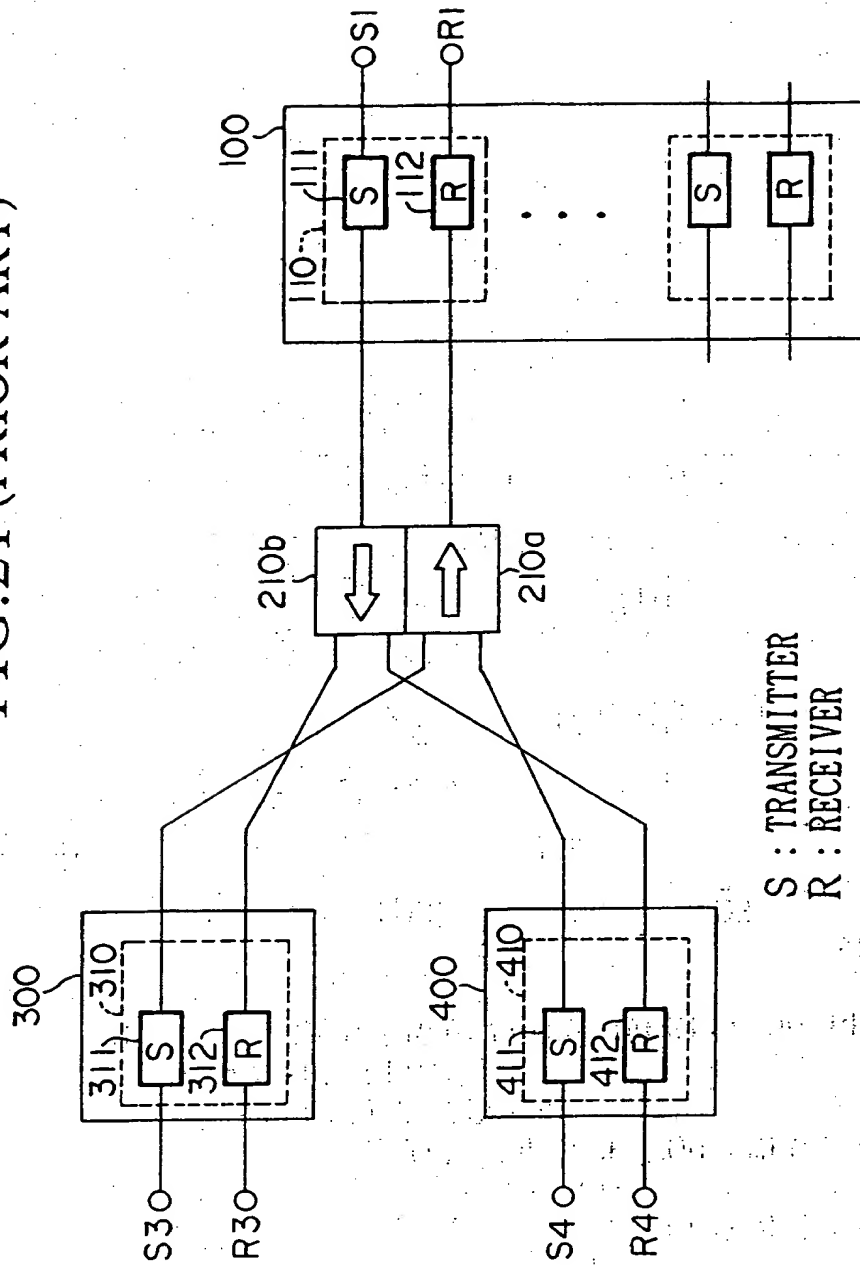 FIG.21 (PRIOR ART)
300
310
311
S
312
R
S3
R3
400
410
411
S
412
R
S4
R4
210b
210a
100
110
111
S
112
R
S1
R1
S
R
S : TRANSMITTER
R : RECEIVER